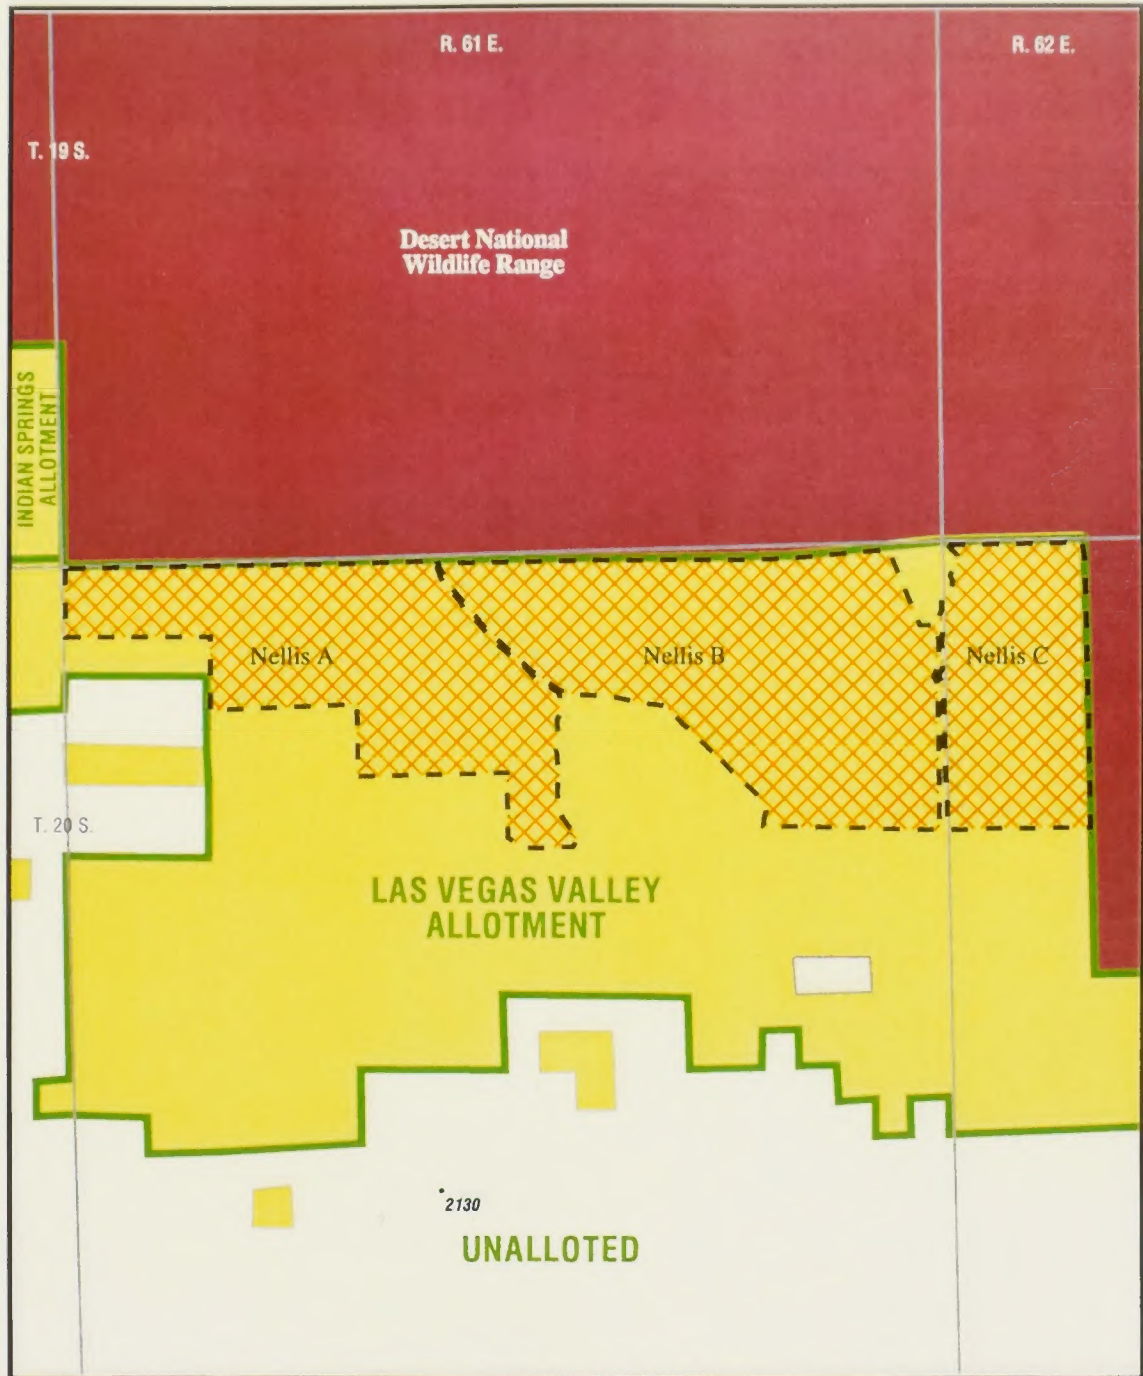 R. 61 E.
R. 62 E.
T. 19 S.
Desert National
Wildlife Range
INDIAN SPRINGS
ALLOTMENT
Nellis A
Nellis B
Nellis C
T. 20 S.
LAS VEGAS VALLEY
ALLOTMENT
2130
UNALLOTED